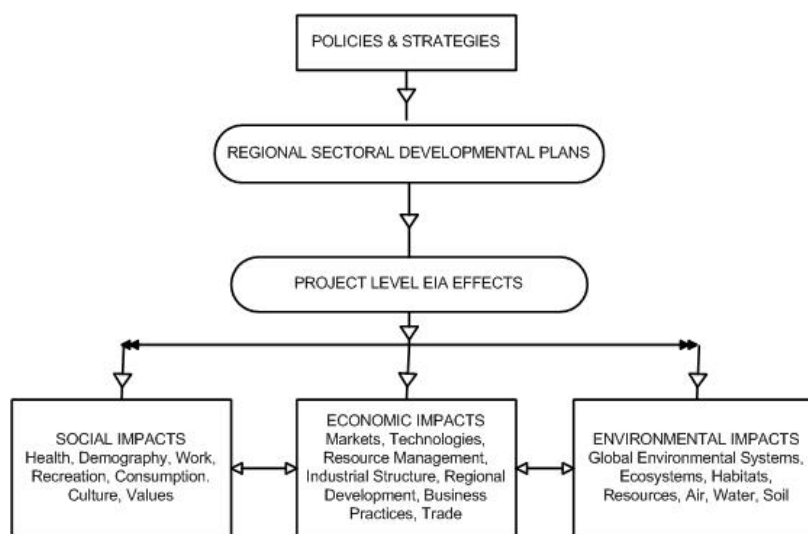 POLICIES & STRATEGIES
REGIONAL SECTORAL DEVELOPMENTAL PLANS
PROJECT LEVEL EIA EFFECTS
SOCIAL IMPACTS
Health, Demography, Work,
Recreation, Consumption.
Culture, Values
ECONOMIC IMPACTS
Markets, Technologies,
Resource Management,
Industrial Structure, Regional
Development, Business
Practices, Trade
ENVIRONMENTAL IMPACTS
Global Environmental Systems,
Ecosystems, Habitats,
Resources, Air, Water, Soil